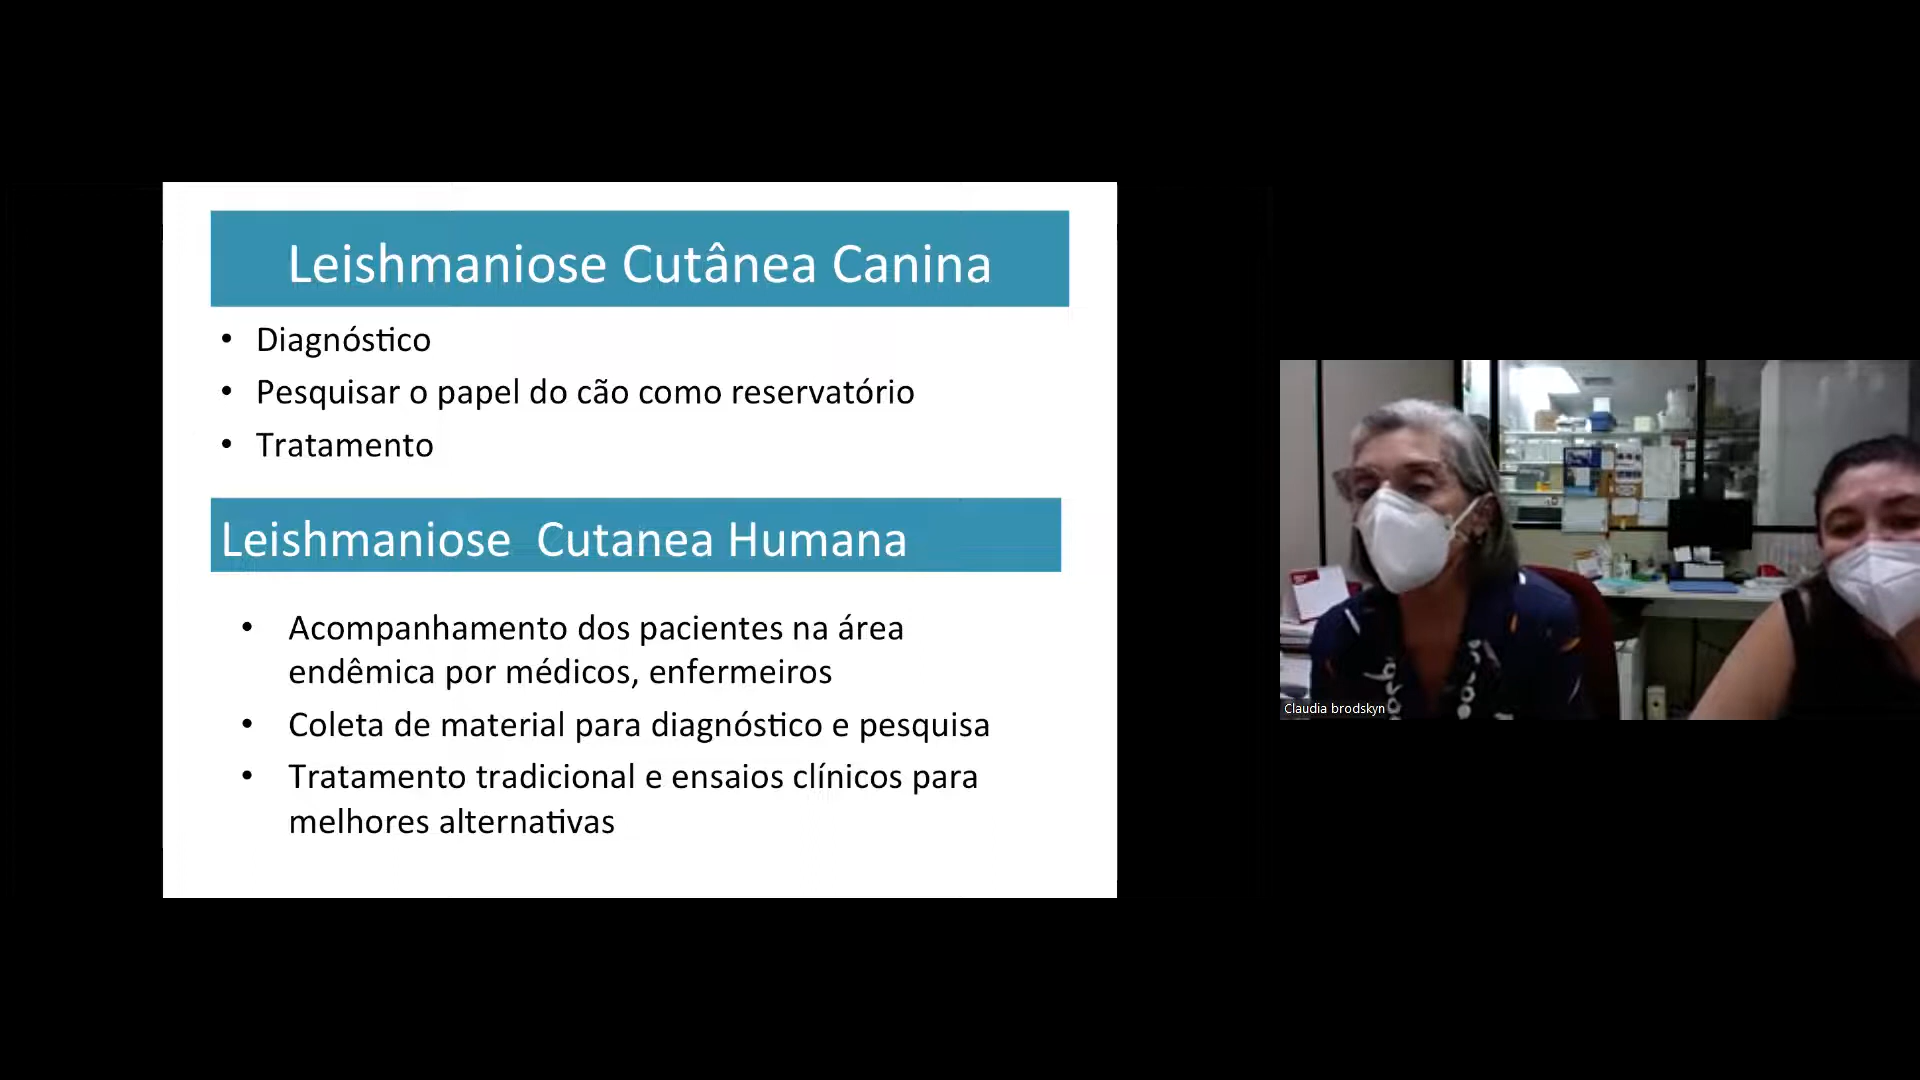 Leishmaniose Cutânea Canina
• Diagnóstico
• Pesquisar o papel do cão como reservatório
• Tratamento
Leishmaniose  Cutanea Humana
• Acompanhamento dos pacientes na área
endêmica por médicos, enfermeiros
• Coleta de material para diagnóstico e pesquisa
• Tratamento tradicional e ensaios clínicos para
melhores alternativas
Claudia brodskyn